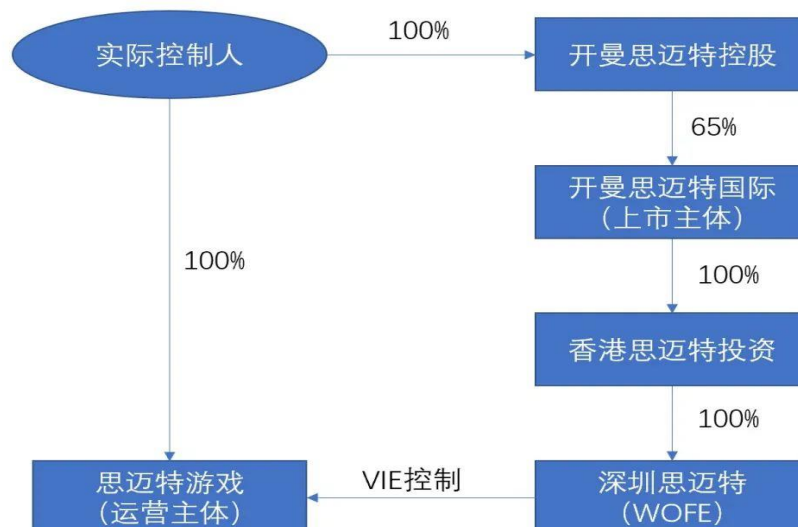 实际控制人
100%
开曼思迈特控股
65%
开曼思迈特国际
（上市主体）
100%
100%
香港思迈特投资
100%
思迈特游戏
（运营主体）
VIE控制
深圳思迈特
（WOFE）